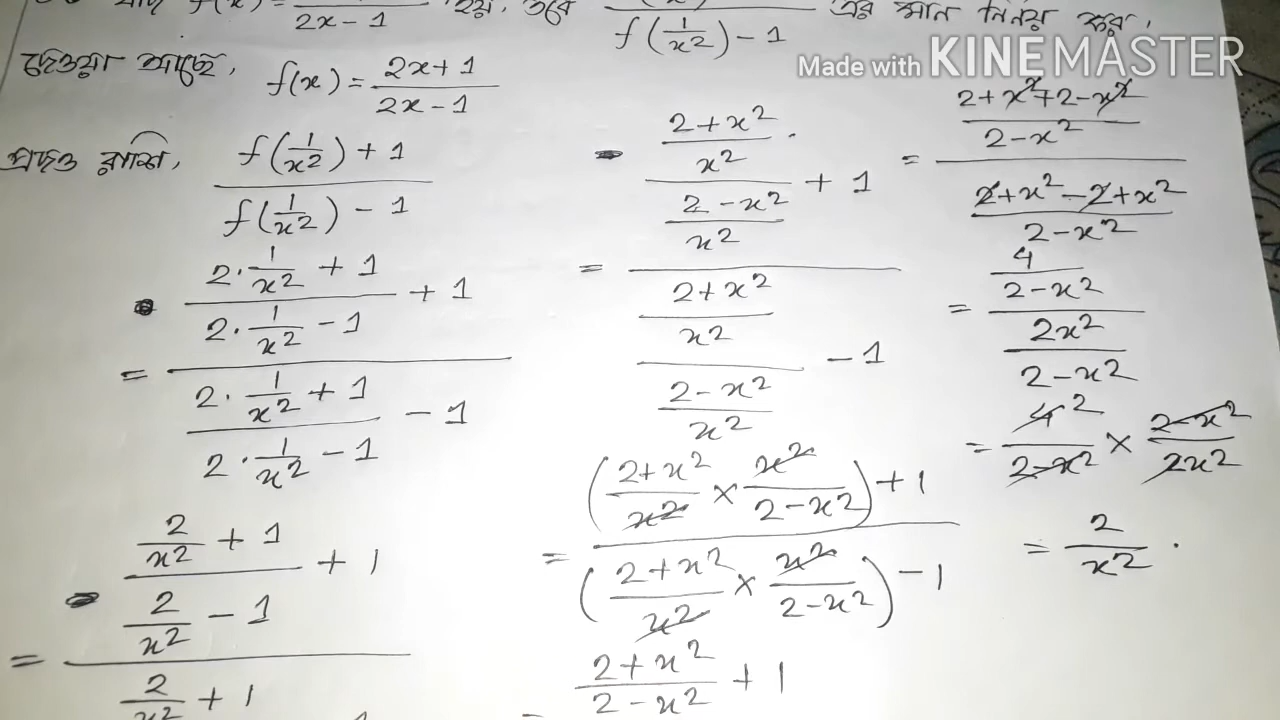 f(x) = 2x - 1 হয়, তবে f(1/x²) - 1 এর মান নির্ণয় কর।
Made with KINEMASTER
দেওয়া আছে, f(x) = (2x+1)/(2x-1)
প্রদত্ত রাশি, (f(1/x²) + 1)/(f(1/x²) - 1)
= ((2·1/x² + 1)/(2·1/x² - 1) + 1)/((2·1/x² + 1)/(2·1/x² - 1) - 1)
= ((2/x² + 1)/(2/x² - 1) + 1)/(2/x² + 1
= (((2+x²)/x²)/((2-x²)/x²) + 1)/(((2+x²)/x²)/((2-x²)/x²) - 1)
= (((2+x²)/x² × x²/(2-x²)) + 1)/(((2+x²)/x² × x²/(2-x²)) - 1)
= (2+x²)/(2-x²) + 1
= ((2+x²+2-x²)/(2-x²))/((2+x²-2+x²)/(2-x²))
= (4/(2-x²))/(2x²/(2-x²))
= 4 2/(2-x²) × (2-x²)/2x²
= 2/x² .